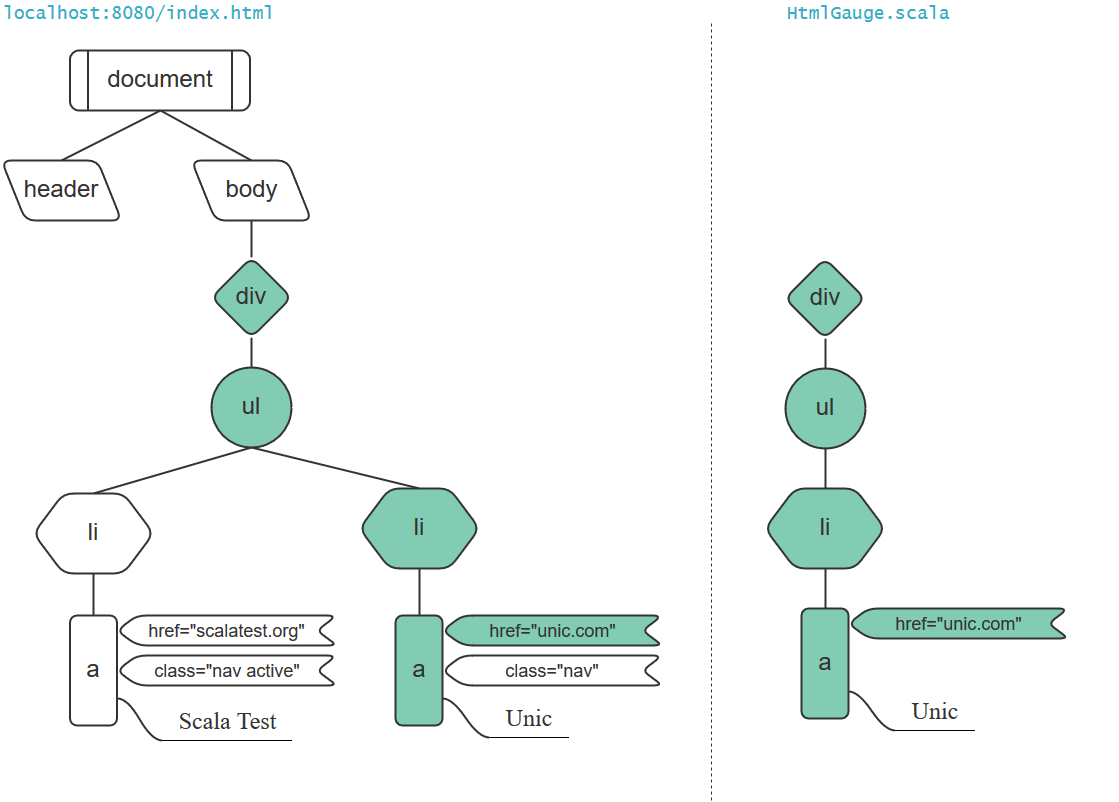 localhost:8080/index.html
document
header
body
div
ul
li
li
a
href="scalatest.org"
class="nav active"
Scala Test
a
href="unic.com"
class="nav"
Unic
HtmlGauge.scala
div
ul
li
a
href="unic.com"
Unic